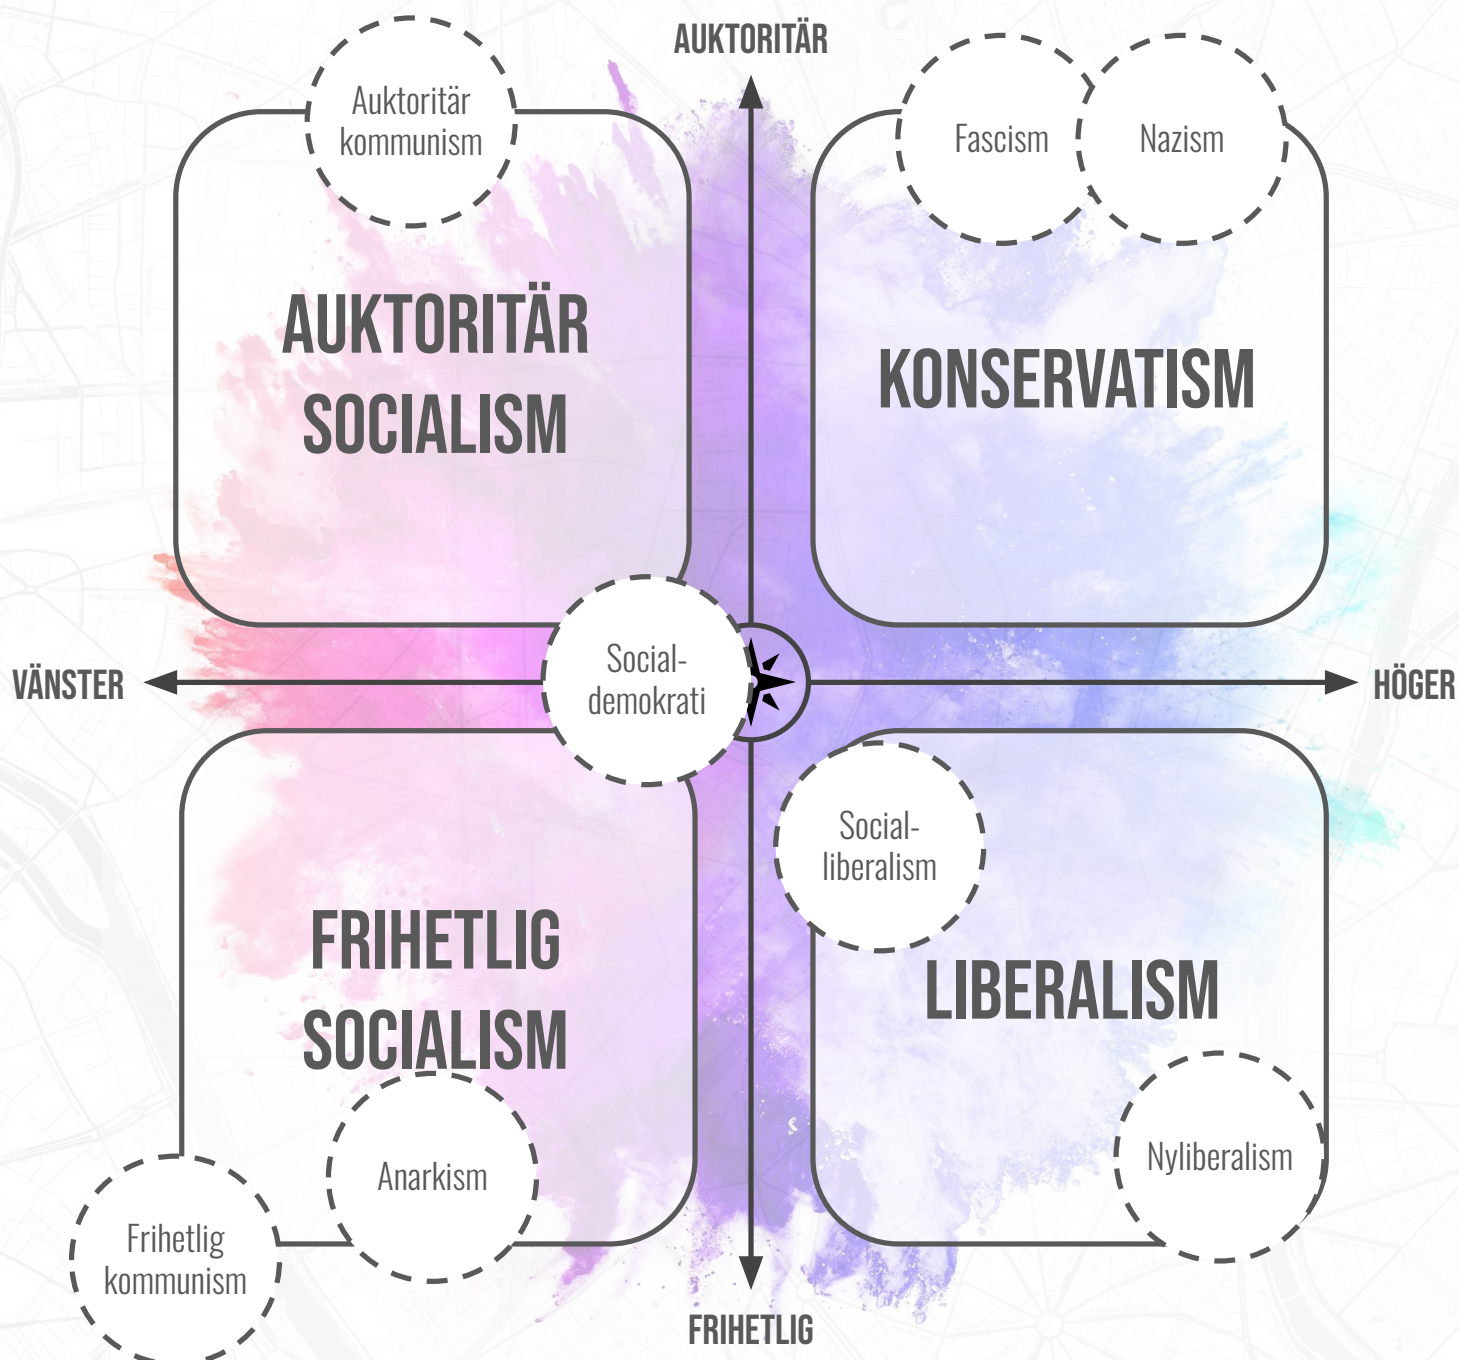 AUKTORITÄR
Auktoritär
kommunism
Fascism
Nazism
AUKTORITÄR
SOCIALISM
KONSERVATISM
VÄNSTER
Social-
demokrati
HÖGER
Social-
liberalism
FRIHETLIG
SOCIALISM
LIBERALISM
Anarkism
Nyliberalism
Frihetlig
kommunism
FRIHETLIG